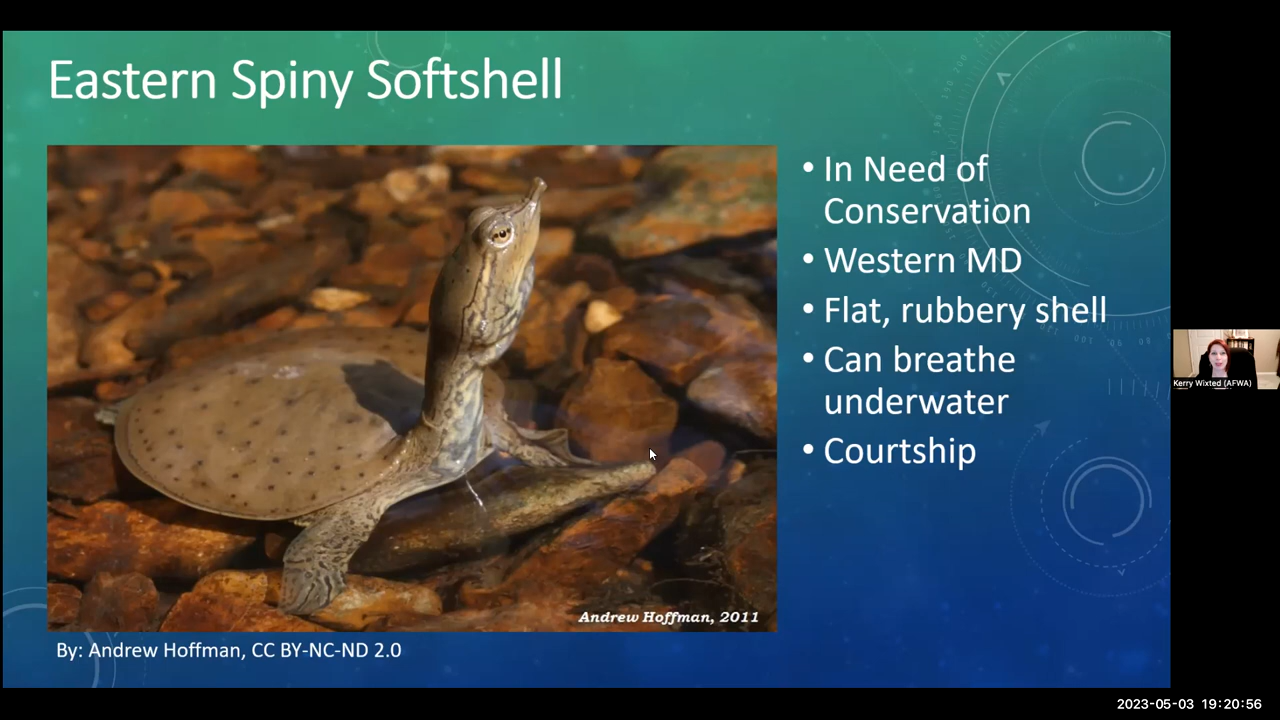 Eastern Spiny Softshell
• In Need of
Conservation
• Western MD
• Flat, rubbery shell
• Can breathe
underwater
• Courtship
Andrew Hoffman, 2011
By: Andrew Hoffman, CC BY-NC-ND 2.0
Kerry Wixted (AFWA)
2023-05-03 19:20:56